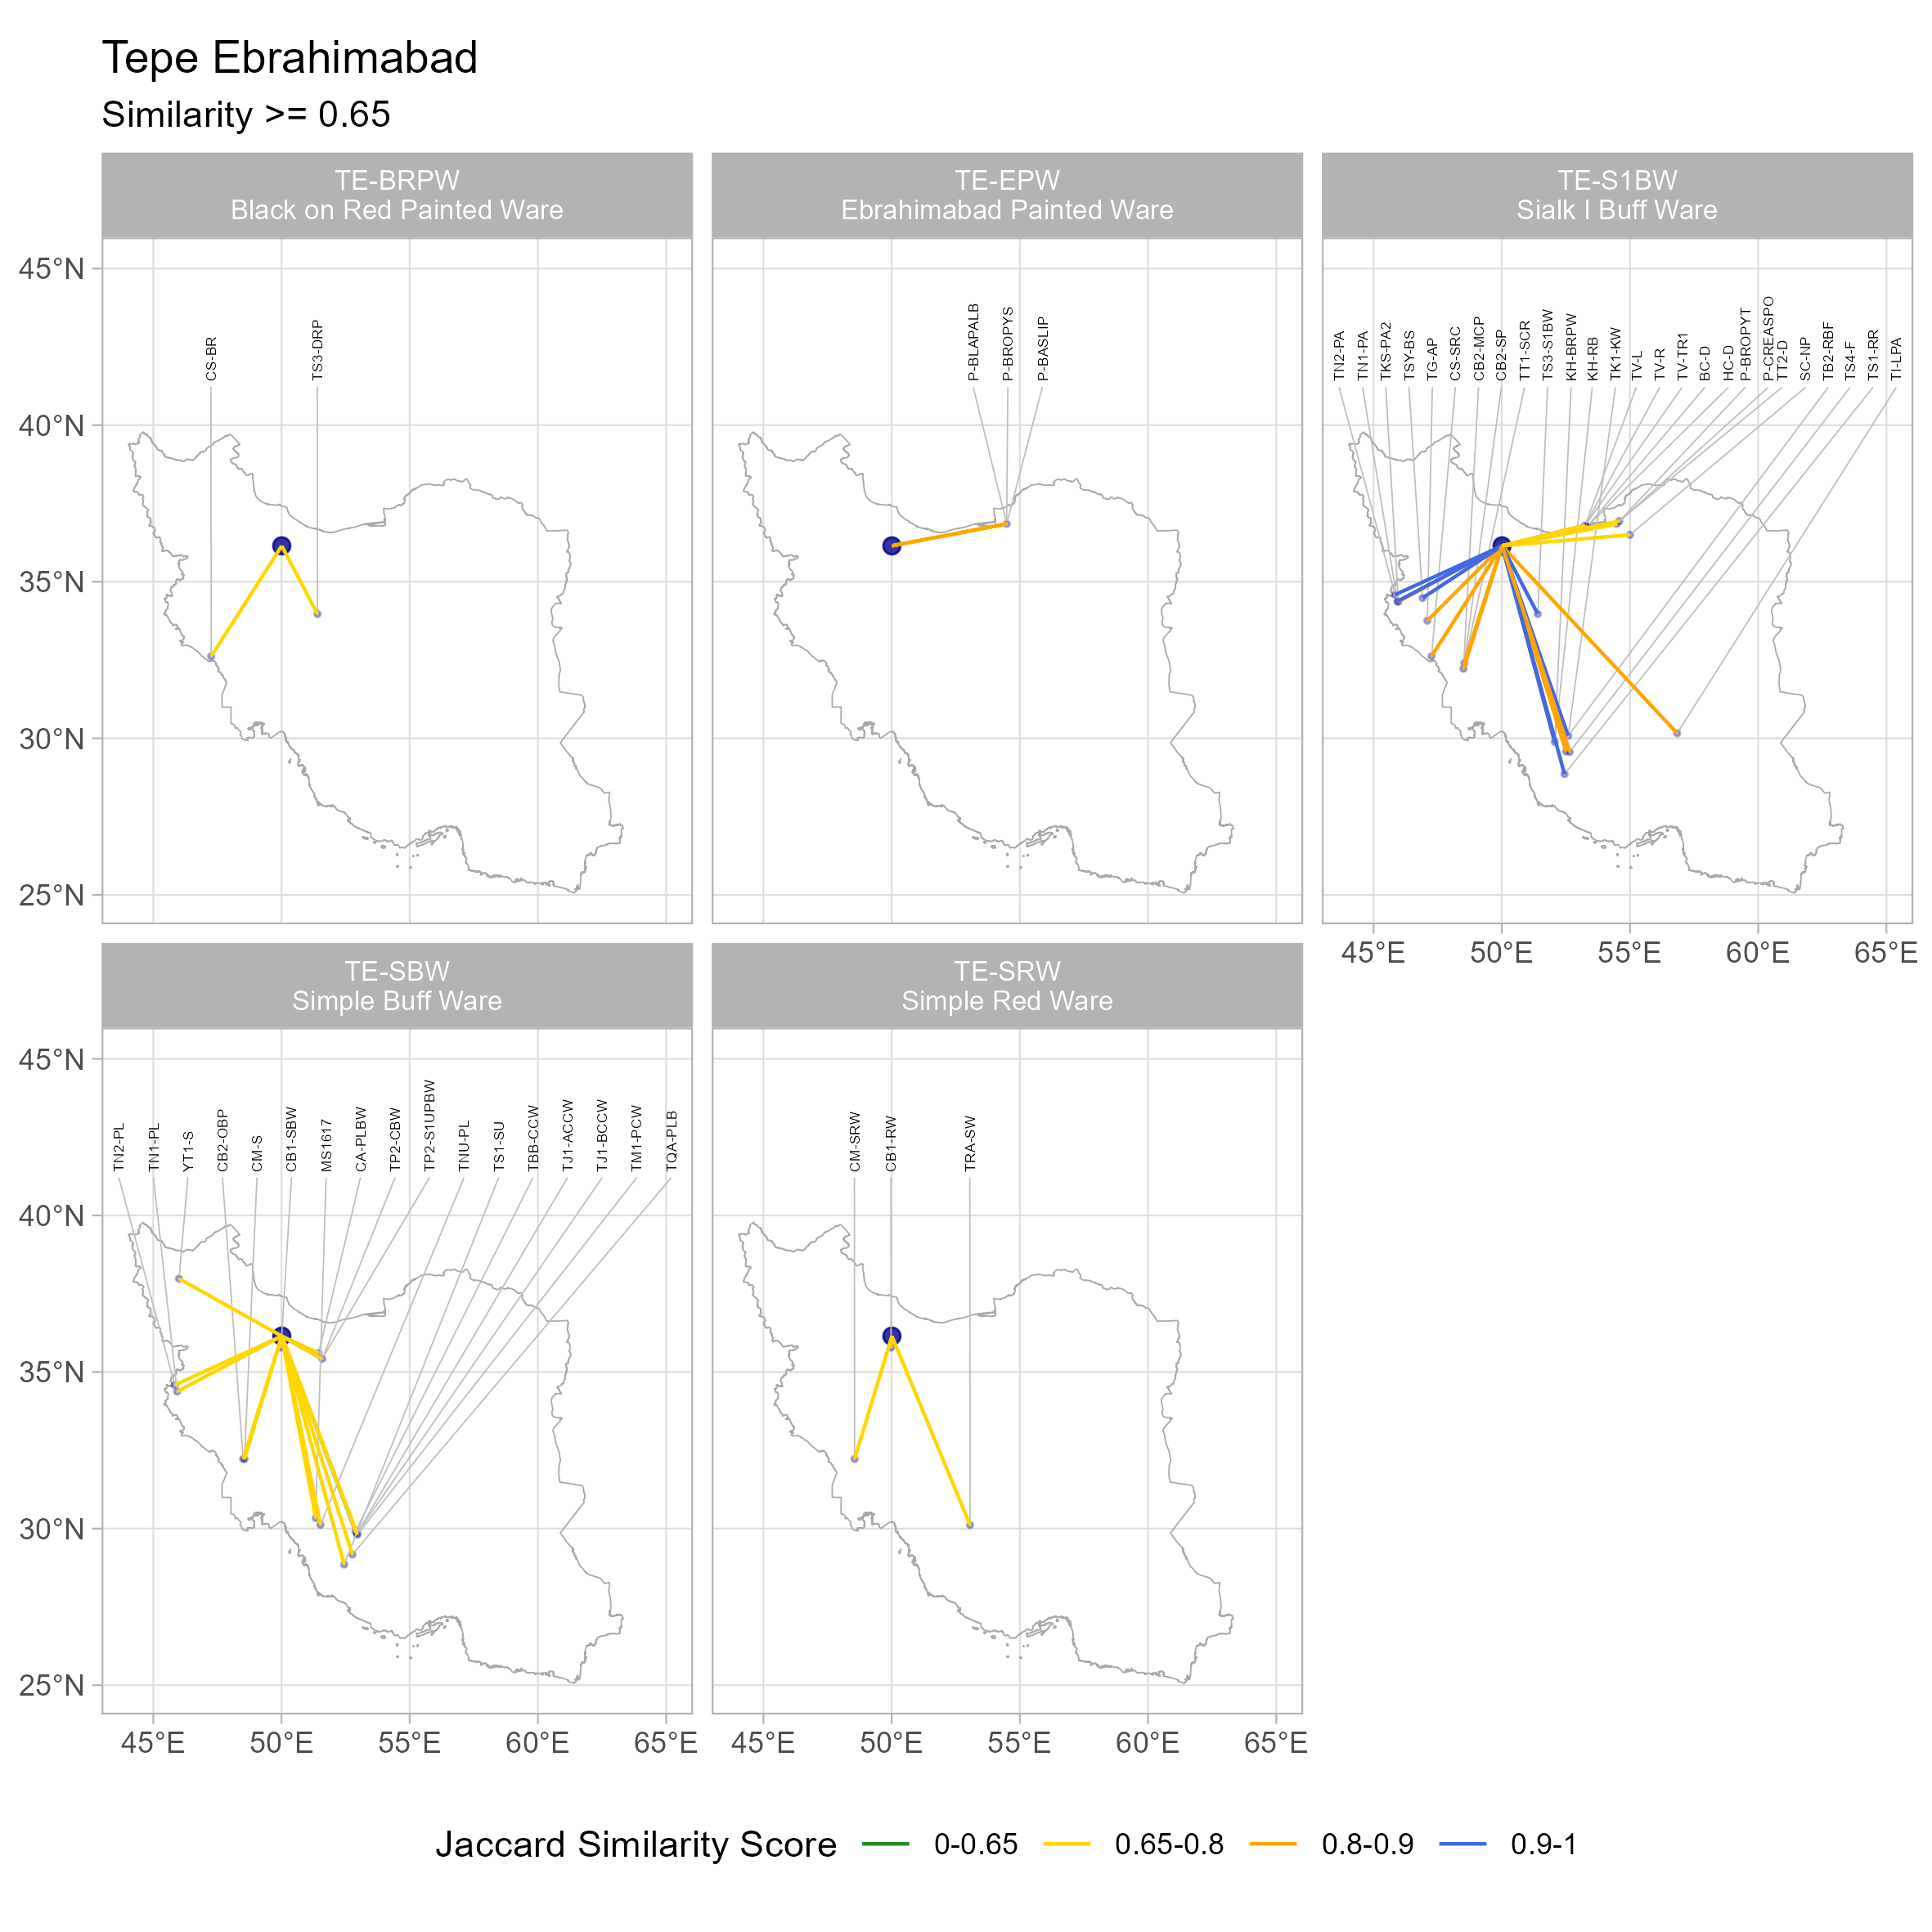 Tepe Ebrahimabad
Similarity >= 0.65
TE-BRPW
Black on Red Painted Ware
TE-EPW
Ebrahimabad Painted Ware
TE-S1BW
Sialk I Buff Ware
45°N
40°N
35°N
30°N
25°N
CS-BR
TS3-DRP
P-BLAPALB
P-BROPYS
P-BASLIP
TN2-PA
TN1-PA
TKS-PA2
TSY-BS
TG-AP
CS-SRC
CB2-MCP
CB2-SP
TT1-SCR
TS3-S1BW
KH-BRPW
KH-RB
TK1-KW
TV-L
TV-R
TV-TR1
BC-D
HC-D
P-BROPYT
P-CREASPO
TT2-D
SC-NP
TB2-RBF
TS4-F
TS1-RR
TI-LPA
45°E 50°E 55°E 60°E 65°E
TE-SBW
Simple Buff Ware
TE-SRW
Simple Red Ware
45°N
40°N
35°N
30°N
25°N
TN2-PL
TN1-PL
YT1-S
CB2-OBP
CM-S
CB1-SBW
MS1617
CA-PLBW
TP2-CBW
TP2-S1UPBW
TNU-PL
TS1-SU
TBB-CCW
TJ1-ACCW
TJ1-BCCW
TM1-PCW
TQA-PLB
CM-SRW
CB1-RW
TRA-SW
45°E 50°E 55°E 60°E 65°E
45°E 50°E 55°E 60°E 65°E
Jaccard Similarity Score 0-0.65 0.65-0.8 0.8-0.9 0.9-1